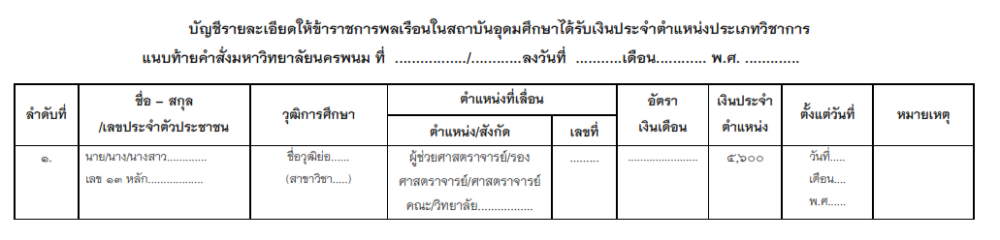 บัญชีรายละเอียดให้ข้าราชการพลเรือนในสถาบันอุดมศึกษาได้รับเงินประจำตำแหน่งประเภทวิชาการ
แนบท้ายคำสั่งมหาวิทยาลัยนครพนม ที่ ................./............ลงวันที่ ...........เดือน............ พ.ศ. .............
ลำดับที่
ชื่อ – สกุล
/เลขประจำตัวประชาชน
วุฒิการศึกษา
ตำแหน่งที่เลื่อน
ตำแหน่ง/สังกัด
เลขที่
อัตรา
เงินเดือน
เงินประจำ
ตำแหน่ง
ตั้งแต่วันที่
หมายเหตุ
๑.
นาย/นาง/นางสาว.............
เลข ๑๓ หลัก..................
ชื่อวุฒิย่อ......
(สาขาวิชา.....)
ผู้ช่วยศาสตราจารย์/รอง
ศาสตราจารย์/ศาสตราจารย์
คณะ/วิทยาลัย.................
.........
.......................
๕,๖๐๐
วันที่.....
เดือน....
พ.ศ......